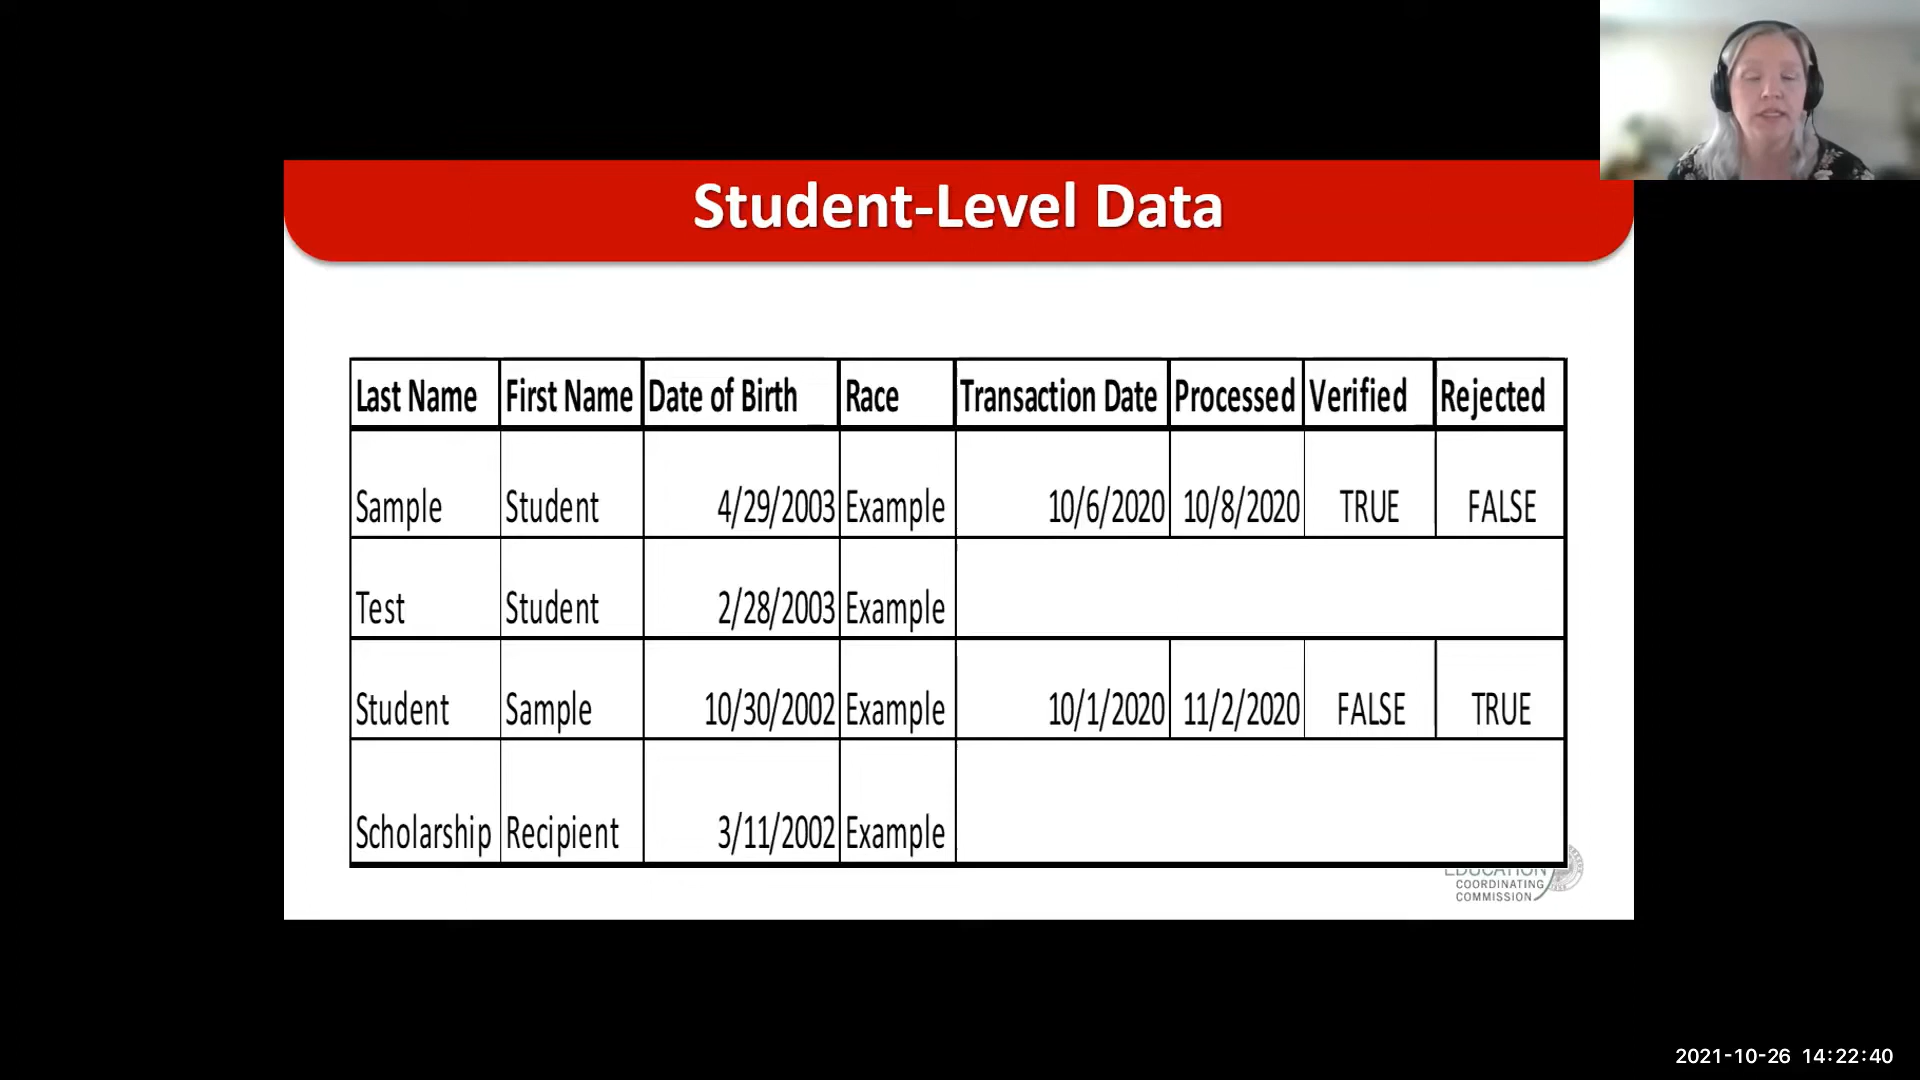 Student-Level Data
Last Name First Name Date of Birth Race Transaction Date Processed Verified Rejected
Sample Student 4/29/2003 Example 10/6/2020 10/8/2020 TRUE FALSE
Test Student 2/28/2003 Example
Student Sample 10/30/2002 Example 10/1/2020 11/2/2020 FALSE TRUE
Scholarship Recipient 3/11/2002 Example
EDUCATION
COORDINATING
COMMISSION
2021-10-26 14:22:40